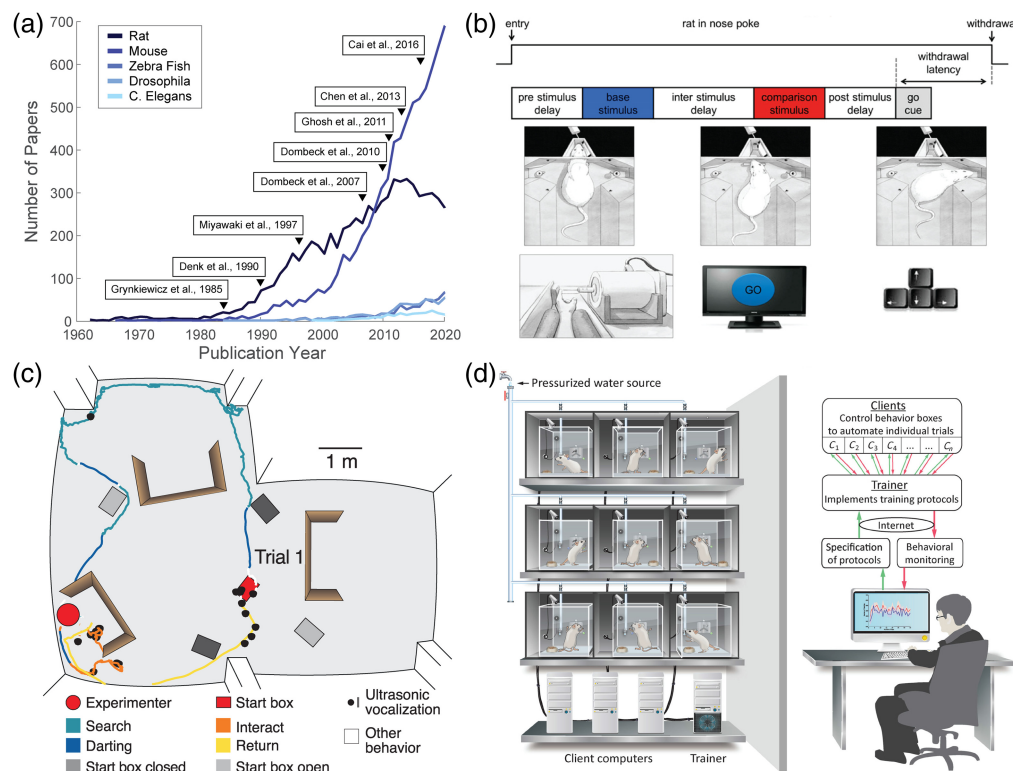 (a)
700
600
500
400
300
200
100
0
Number of Papers
Rat
Mouse
Zebra Fish
Drosophila
C. Elegans
Cai et al., 2016
Chen et al., 2013
Ghosh et al., 2011
Dombeck et al., 2010
Dombeck et al., 2007
Miyawaki et al., 1997
Denk et al., 1990
Grynkiewicz et al., 1985
1960
1970
1980
1990
2000
2010
2020
Publication Year
(b)
entry
rat in nose poke
withdrawal
withdrawal
latency
pre stimulus
delay
base
stimulus
inter stimulus
delay
comparison
stimulus
post stimulus
delay
go
cue
GO
(c)
1 m
Trial 1
Experimenter
Search
Darting
Start box closed
Start box
Interact
Return
Start box open
Ultrasonic
vocalization
Other
behavior
(d)
Pressurized water source
Client computers
Trainer
Clients
Control behavior boxes
to automate individual trials
C1 C2 C3 C4 ... ... Cn
Trainer
Implements training protocols
Internet
Specification
of protocols
Behavioral
monitoring